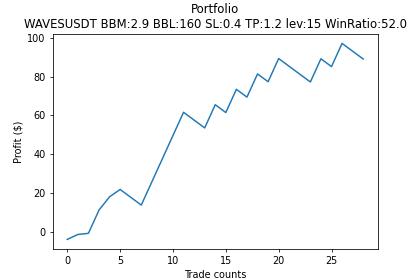 Portfolio
WAVESUSDT BBM:2.9 BBL:160 SL:0.4 TP:1.2 lev:15 WinRatio:52.0
100
80
60
40
20
0
Profit ($)
0 5 10 15 20 25
Trade counts